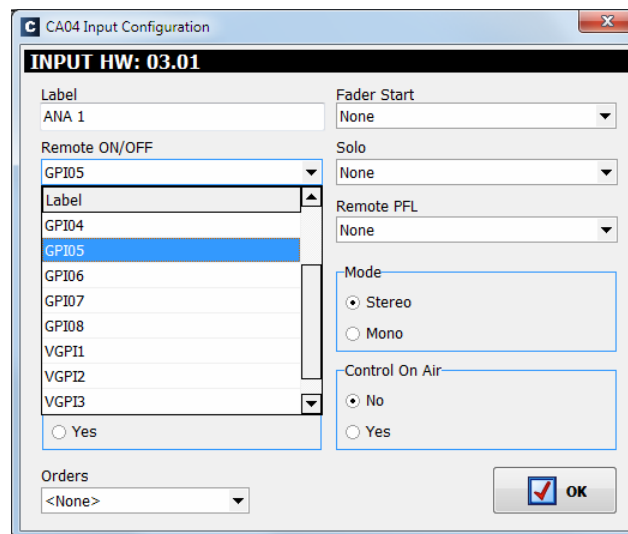 C CA04 Input Configuration
INPUT HW: 03.01
Label
ANA 1
Remote ON/OFF
GPI05
Label
GPI04
GPI05
GPI06
GPI07
GPI08
VGPI1
VGPI2
VGPI3
Yes
Orders
<None>
Fader Start
None
Solo
None
Remote PFL
None
Mode
Stereo
Mono
Control On Air
No
Yes
OK